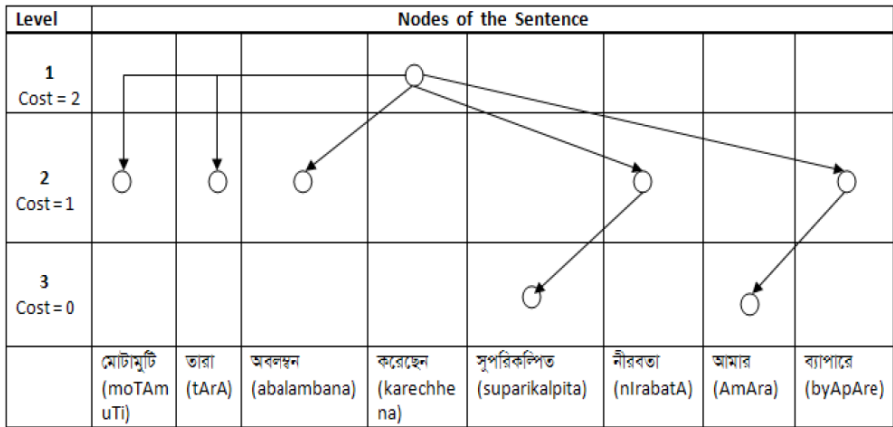 Level Nodes of the Sentence
1
Cost = 2
2
Cost = 1
3
Cost = 0
মোটামুটি তারা অবলম্বন করেছেন সুপরিকল্পিত নীরবতা আমার ব্যাপারে
(moTAm (tArA) (abalambana) (karechhe (suparikalpita) (nIrabatA) (AmAra) (byApAre)
uTi) na)